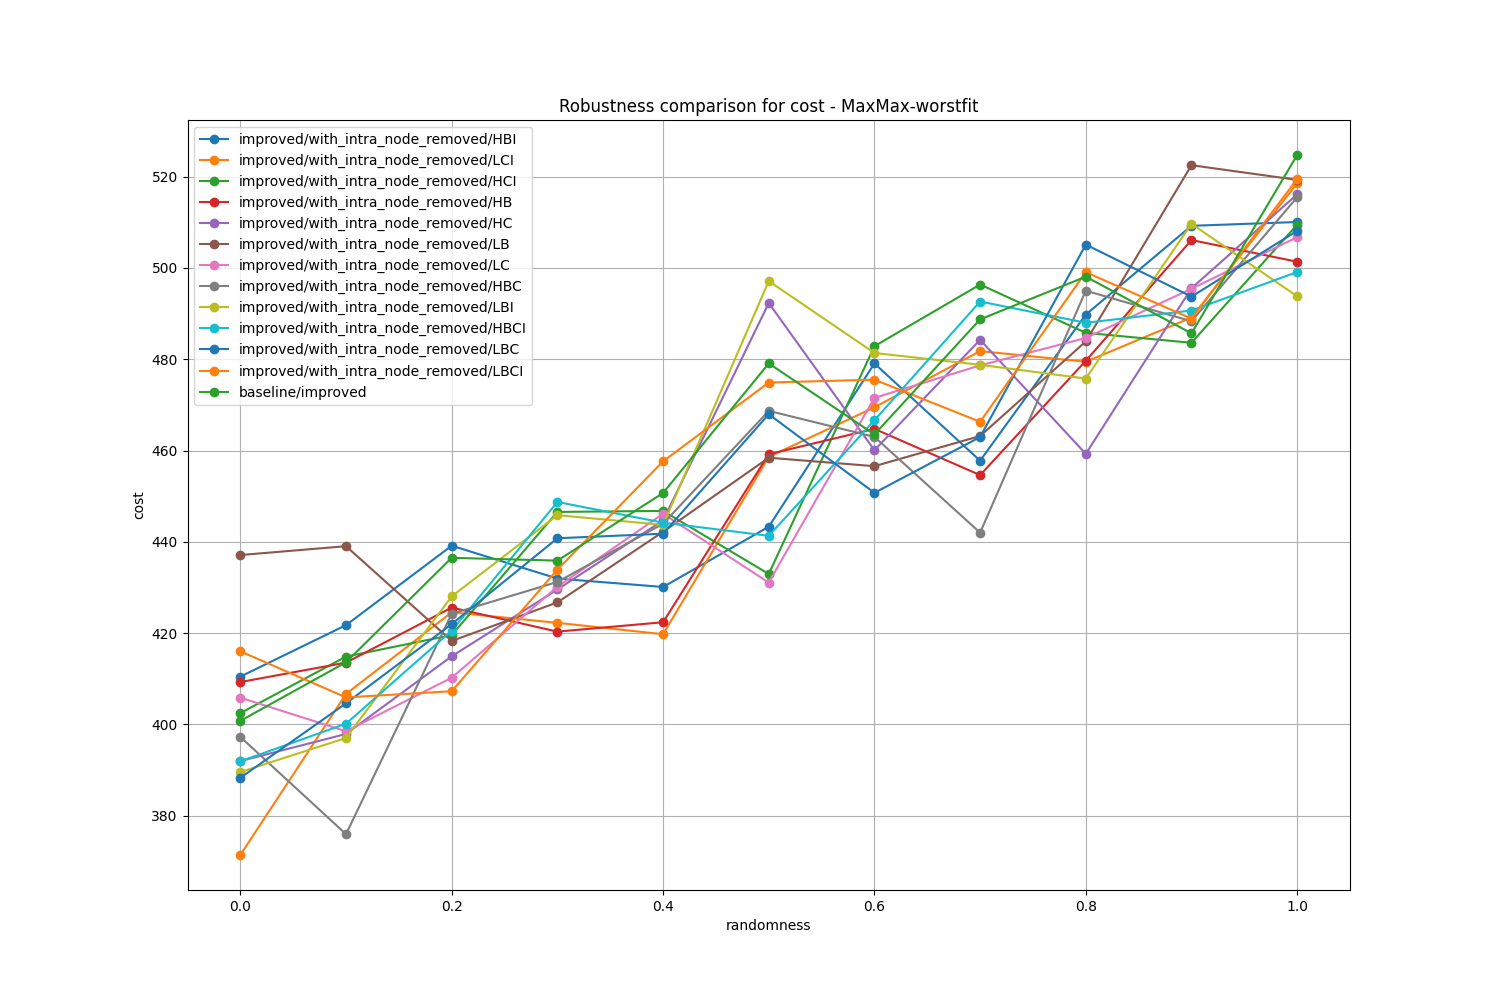 Robustness comparison for cost - MaxMax-worstfit
improved/with_intra_node_removed/HBI
improved/with_intra_node_removed/LCI
improved/with_intra_node_removed/HCI
improved/with_intra_node_removed/HB
improved/with_intra_node_removed/HC
improved/with_intra_node_removed/LB
improved/with_intra_node_removed/LC
improved/with_intra_node_removed/HBC
improved/with_intra_node_removed/LBI
improved/with_intra_node_removed/HBCI
improved/with_intra_node_removed/LBC
improved/with_intra_node_removed/LBCI
baseline/improved
520
500
480
460
440
420
400
380
cost
0.0 0.2 0.4 0.6 0.8 1.0
randomness